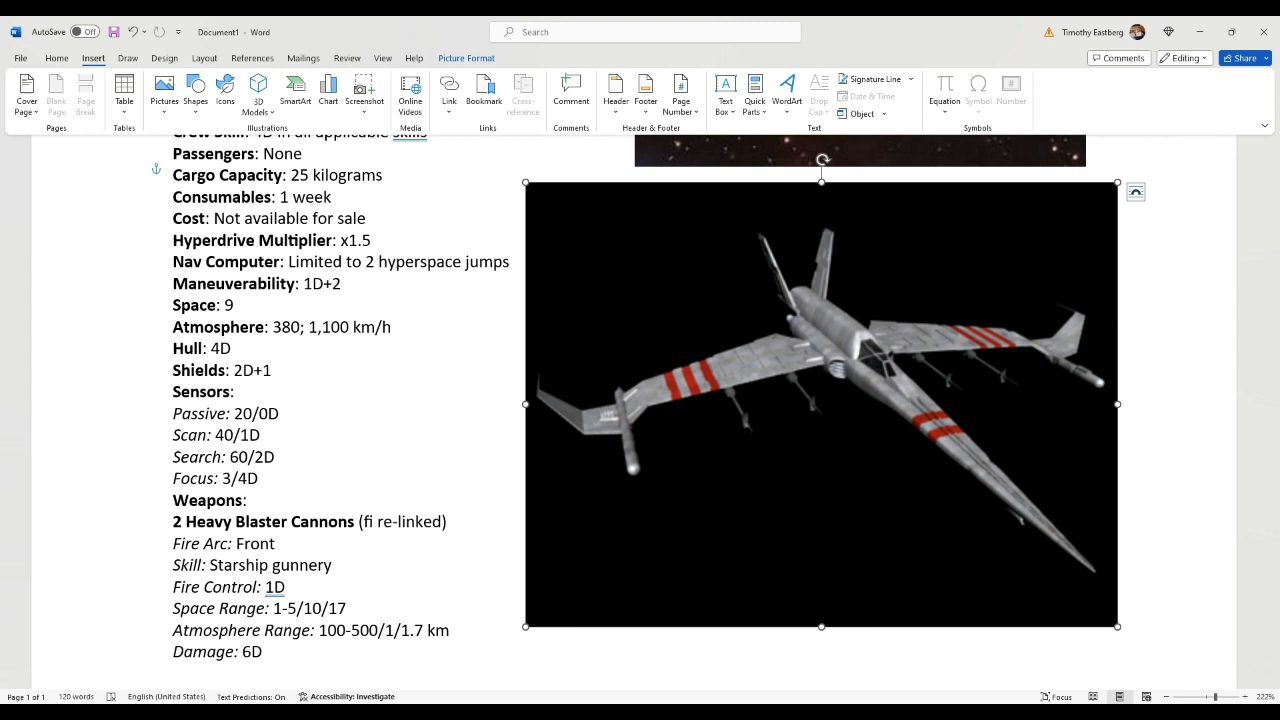 AutoSave Off Document1 - Word Search Timothy Eastberg
File Home Insert Draw Design Layout References Mailings Review View Help Picture Format Comments Editing Share
Cover Page Blank Page Page Break Table Pictures Shapes Icons 3D Models SmartArt Chart Screenshot Online Videos Link Bookmark Cross-reference Comment Header Footer Page Number Text Box Quick Parts WordArt Drop Cap Signature Line Date & Time Object Equation Symbol Number
Pages Tables Illustrations Media Links Comments Header & Footer Text Symbols
Crew Skill: 4D in all applicable skills
Passengers: None
Cargo Capacity: 25 kilograms
Consumables: 1 week
Cost: Not available for sale
Hyperdrive Multiplier: x1.5
Nav Computer: Limited to 2 hyperspace jumps
Maneuverability: 1D+2
Space: 9
Atmosphere: 380; 1,100 km/h
Hull: 4D
Shields: 2D+1
Sensors:
Passive: 20/0D
Scan: 40/1D
Search: 60/2D
Focus: 3/4D
Weapons:
2 Heavy Blaster Cannons (fi re-linked)
Fire Arc: Front
Skill: Starship gunnery
Fire Control: 1D
Space Range: 1-5/10/17
Atmosphere Range: 100-500/1/1.7 km
Damage: 6D
Page 1 of 1 120 words English (United States) Text Predictions: On Accessibility: Investigate Focus 222%